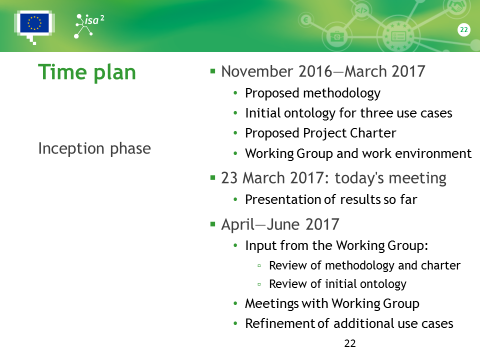 isa²
22
Time plan
Inception phase
November 2016—March 2017
Proposed methodology
Initial ontology for three use cases
Proposed Project Charter
Working Group and work environment
23 March 2017: today's meeting
Presentation of results so far
April—June 2017
Input from the Working Group:
Review of methodology and charter
Review of initial ontology
Meetings with Working Group
Refinement of additional use cases
22